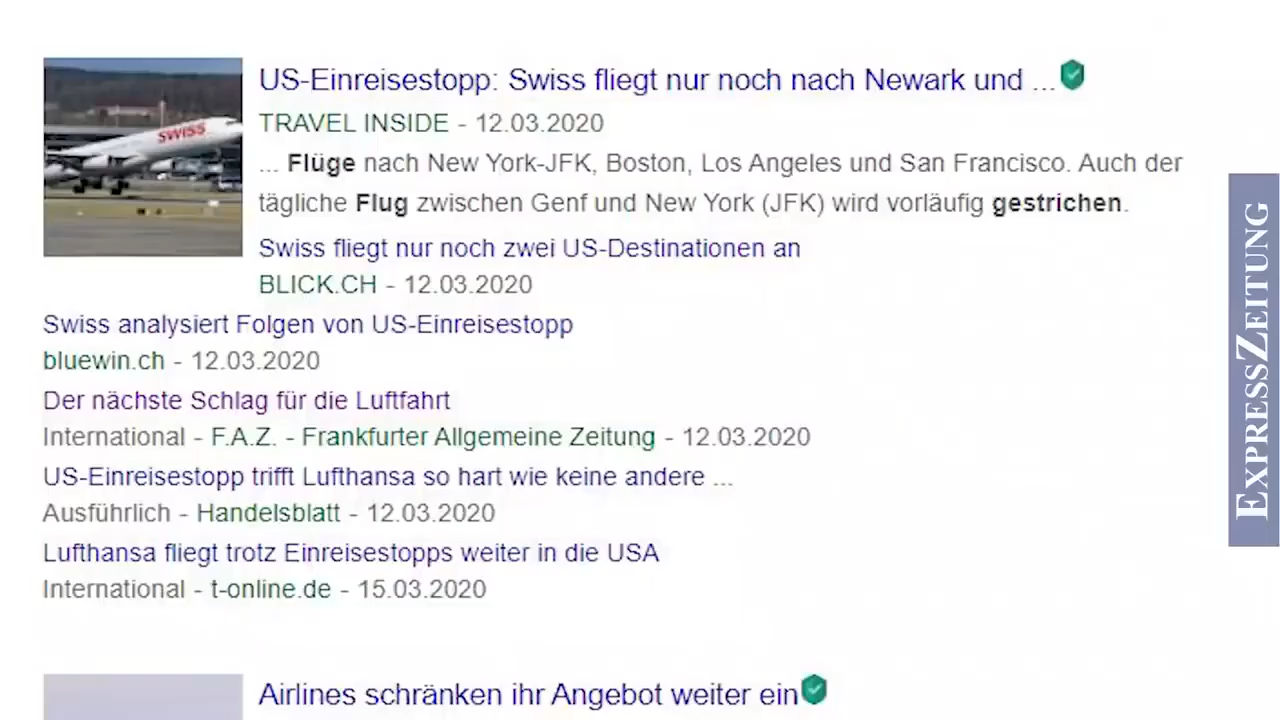 US-Einreisestopp: Swiss fliegt nur noch nach Newark und ...
TRAVEL INSIDE - 12.03.2020
... Flüge nach New York-JFK, Boston, Los Angeles und San Francisco. Auch der
tägliche Flug zwischen Genf und New York (JFK) wird vorläufig gestrichen.
Swiss fliegt nur noch zwei US-Destinationen an
BLICK.CH - 12.03.2020
Swiss analysiert Folgen von US-Einreisestopp
bluewin.ch - 12.03.2020
Der nächste Schlag für die Luftfahrt
International - F.A.Z. - Frankfurter Allgemeine Zeitung - 12.03.2020
US-Einreisestopp trifft Lufthansa so hart wie keine andere ...
Ausführlich - Handelsblatt - 12.03.2020
Lufthansa fliegt trotz Einreisestopps weiter in die USA
International - t-online.de - 15.03.2020
Airlines schränken ihr Angebot weiter ein
SWISS
EXPRESSZEITUNG